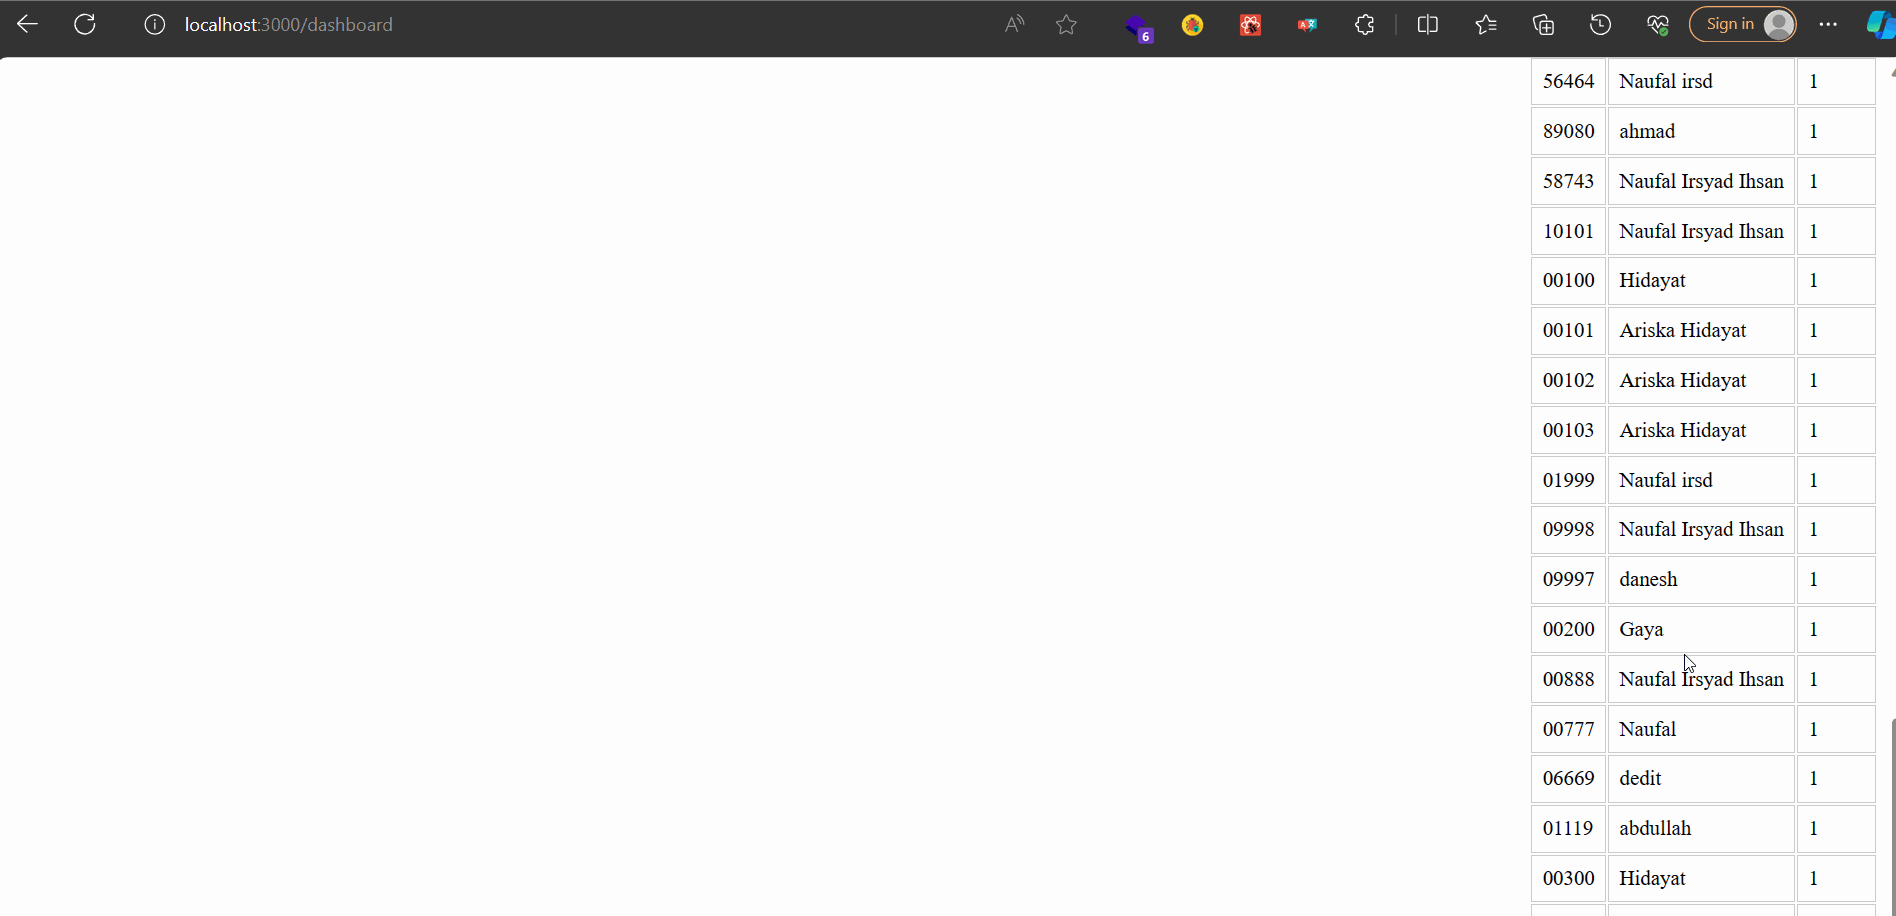 localhost:3000/dashboard
6
Sign in
56464 Naufal irsd 1
89080 ahmad 1
58743 Naufal Irsyad Ihsan 1
10101 Naufal Irsyad Ihsan 1
00100 Hidayat 1
00101 Ariska Hidayat 1
00102 Ariska Hidayat 1
00103 Ariska Hidayat 1
01999 Naufal irsd 1
09998 Naufal Irsyad Ihsan 1
09997 danesh 1
00200 Gaya 1
00888 Naufal Irsyad Ihsan 1
00777 Naufal 1
06669 dedit 1
01119 abdullah 1
00300 Hidayat 1